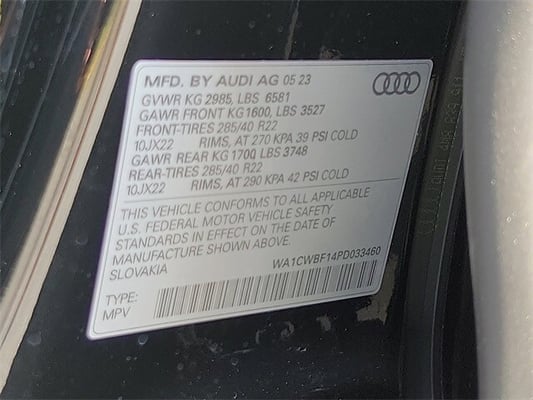 MFD. BY AUDI AG 05 23
GVWR KG 2985, LBS 6581
GAWR FRONT KG1600, LBS 3527
FRONT-TIRES 285/40 R22
10JX22 RIMS, AT 270 KPA 39 PSI COLD
GAWR REAR KG1700 LBS 3748
REAR-TIRES 285/40 R22
10JX22 RIMS, AT 290 KPA 42 PSI COLD
THIS VEHICLE CONFORMS TO ALL APPLICABLE
U.S. FEDERAL MOTOR VEHICLE SAFETY
STANDARDS IN EFFECT ON THE DATE OF
MANUFACTURE SHOWN ABOVE.
SLOVAKIA
WA1CWBF14PD033460
TYPE:
MPV
AUDI